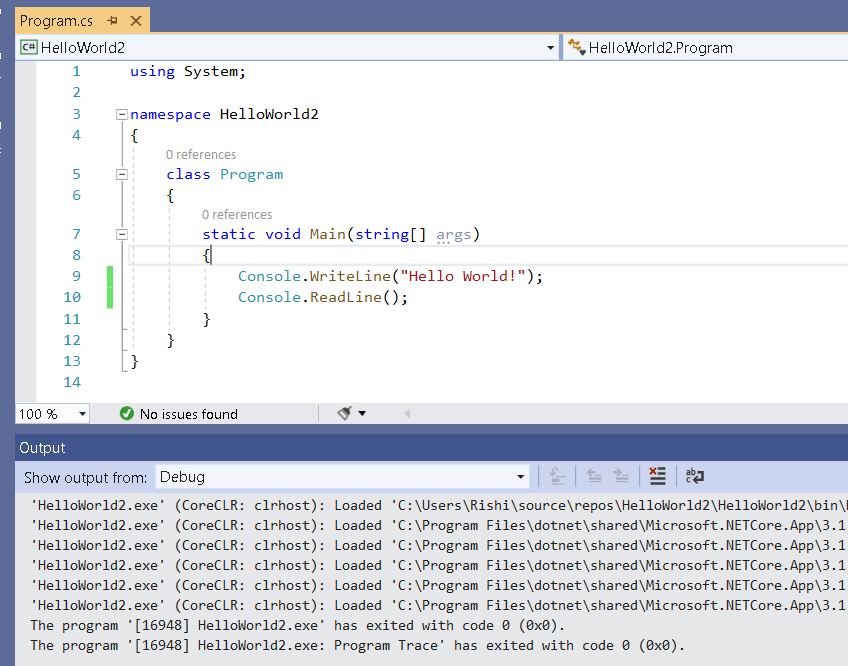 Program.cs
HelloWorld2
HelloWorld2.Program
1 using System;
2
3 namespace HelloWorld2
4 {
0 references
5 class Program
6 {
0 references
7 static void Main(string[] args)
8 {
9 Console.WriteLine("Hello World!");
10 Console.ReadLine();
11 }
12 }
13 }
14
100 %
No issues found
Output
Show output from: Debug
'HelloWorld2.exe' (CoreCLR: clrhost): Loaded 'C:\Users\Rishi\source\repos\HelloWorld2\HelloWorld2\bin\
'HelloWorld2.exe' (CoreCLR: clrhost): Loaded 'C:\Program Files\dotnet\shared\Microsoft.NETCore.App\3.1
'HelloWorld2.exe' (CoreCLR: clrhost): Loaded 'C:\Program Files\dotnet\shared\Microsoft.NETCore.App\3.1
'HelloWorld2.exe' (CoreCLR: clrhost): Loaded 'C:\Program Files\dotnet\shared\Microsoft.NETCore.App\3.1
'HelloWorld2.exe' (CoreCLR: clrhost): Loaded 'C:\Program Files\dotnet\shared\Microsoft.NETCore.App\3.1
'HelloWorld2.exe' (CoreCLR: clrhost): Loaded 'C:\Program Files\dotnet\shared\Microsoft.NETCore.App\3.1
The program '[16948] HelloWorld2.exe' has exited with code 0 (0x0).
The program '[16948] HelloWorld2.exe: Program Trace' has exited with code 0 (0x0).